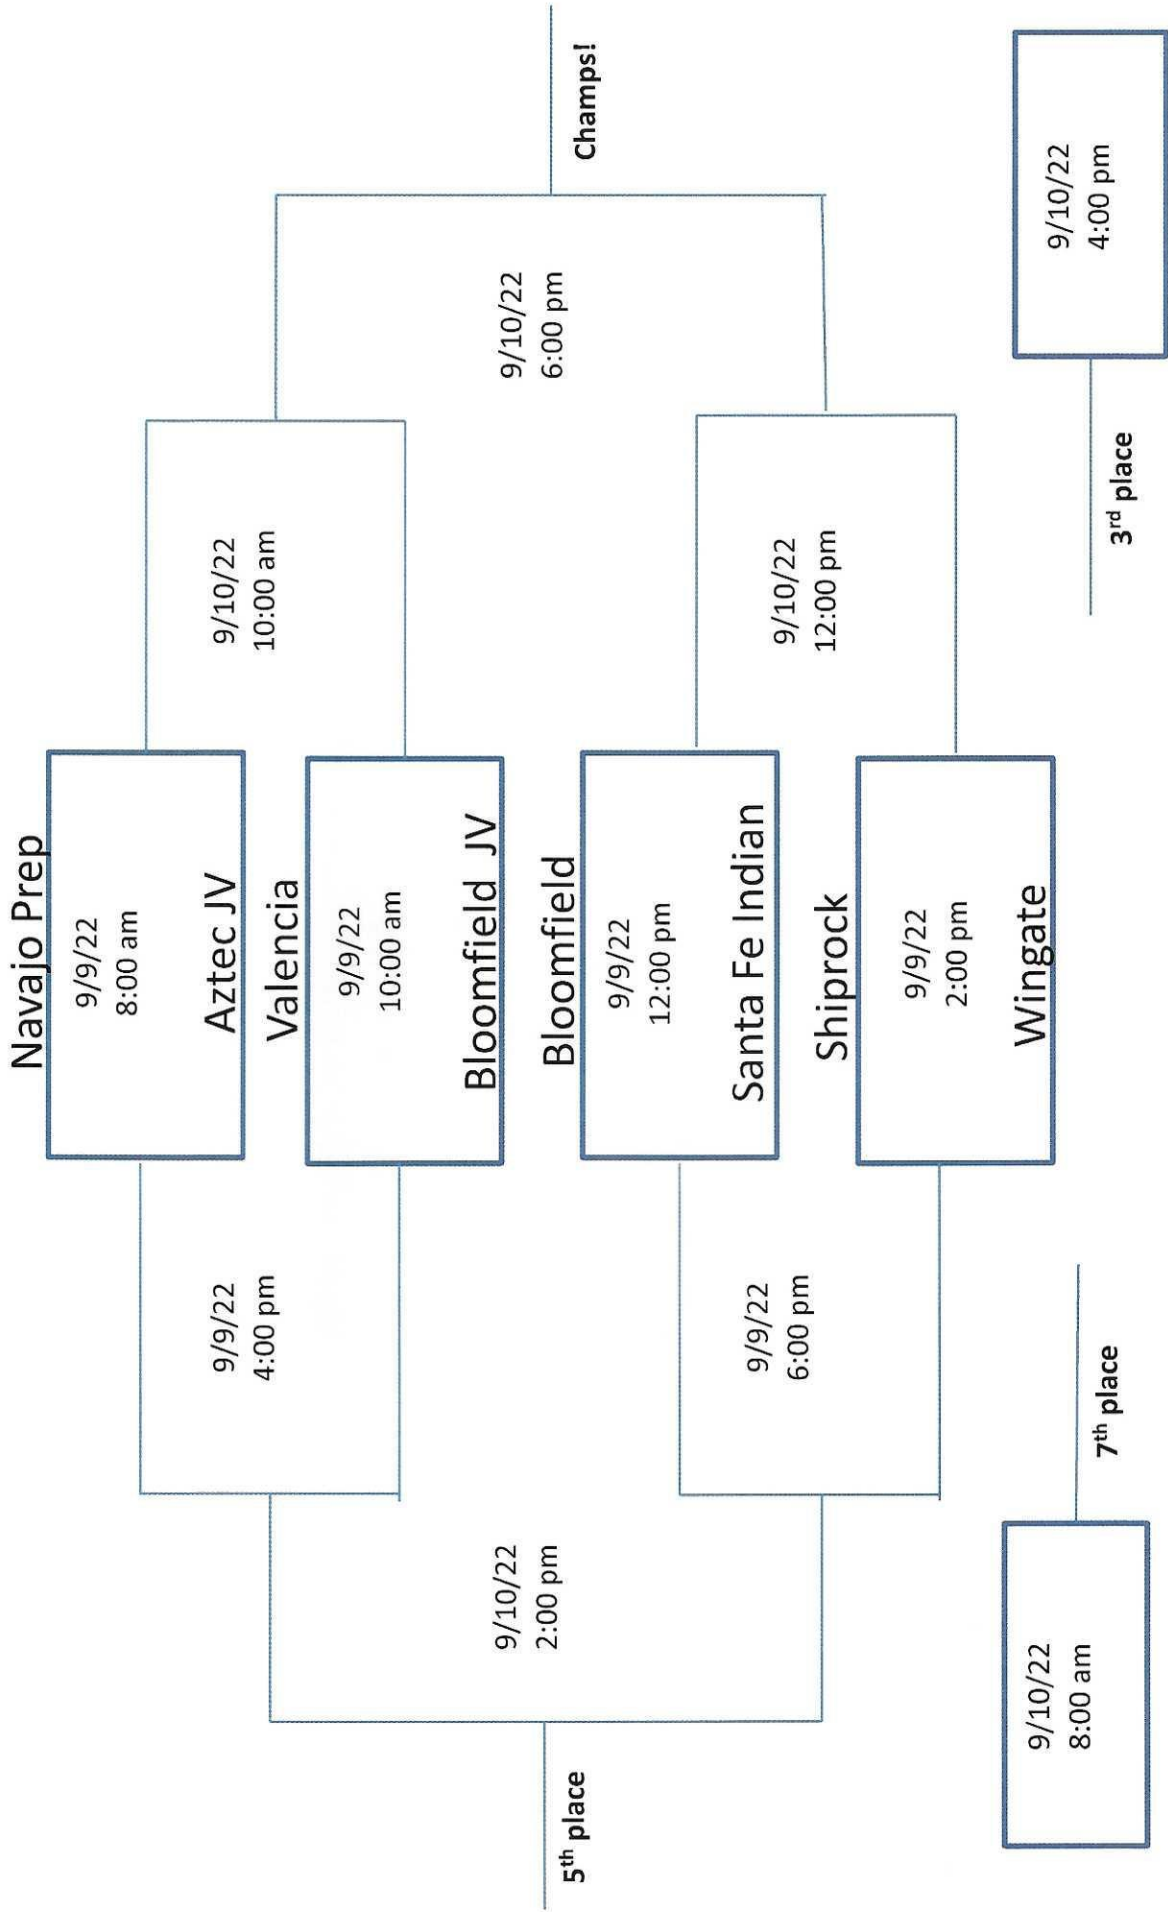 Navajo Prep
9/9/22
8:00 am
Aztec JV
Valencia
9/9/22
10:00 am
Bloomfield JV
Bloomfield
9/9/22
12:00 pm
Santa Fe Indian
Shiprock
9/9/22
2:00 pm
Wingate
9/10/22
10:00 am
9/10/22
12:00 pm
9/10/22
6:00 pm
Champs!
9/10/22
4:00 pm
3rd place
9/9/22
4:00 pm
9/9/22
6:00 pm
9/10/22
2:00 pm
5th place
9/10/22
8:00 am
7th place